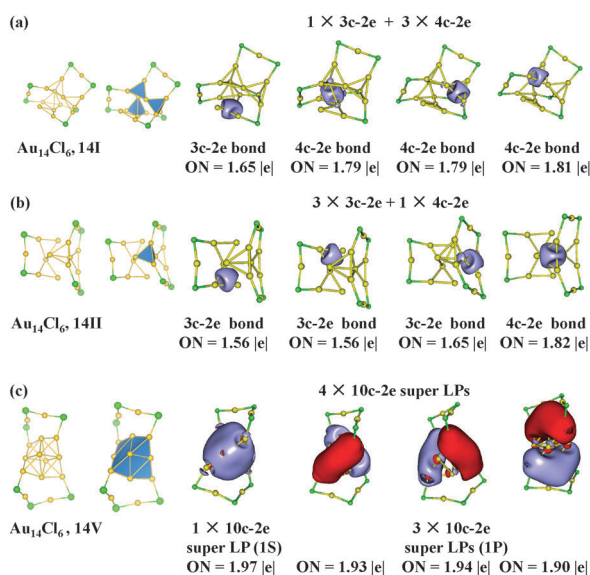 (a)
1 × 3c-2e + 3 × 4c-2e
Au14Cl6, 14I
3c-2e bond
ON = 1.65 |e|
4c-2e bond
ON = 1.79 |e|
4c-2e bond
ON = 1.79 |e|
4c-2e bond
ON = 1.81 |e|
(b)
3 × 3c-2e + 1 × 4c-2e
Au14Cl6, 14II
3c-2e bond
ON = 1.56 |e|
3c-2e bond
ON = 1.56 |e|
3c-2e bond
ON = 1.65 |e|
4c-2e bond
ON = 1.82 |e|
(c)
4 × 10c-2e super LPs
Au14Cl6, 14V
1 × 10c-2e
super LP (1S)
ON = 1.97 |e|
ON = 1.93 |e|
3 × 10c-2e
super LPs (1P)
ON = 1.94 |e|
ON = 1.90 |e|